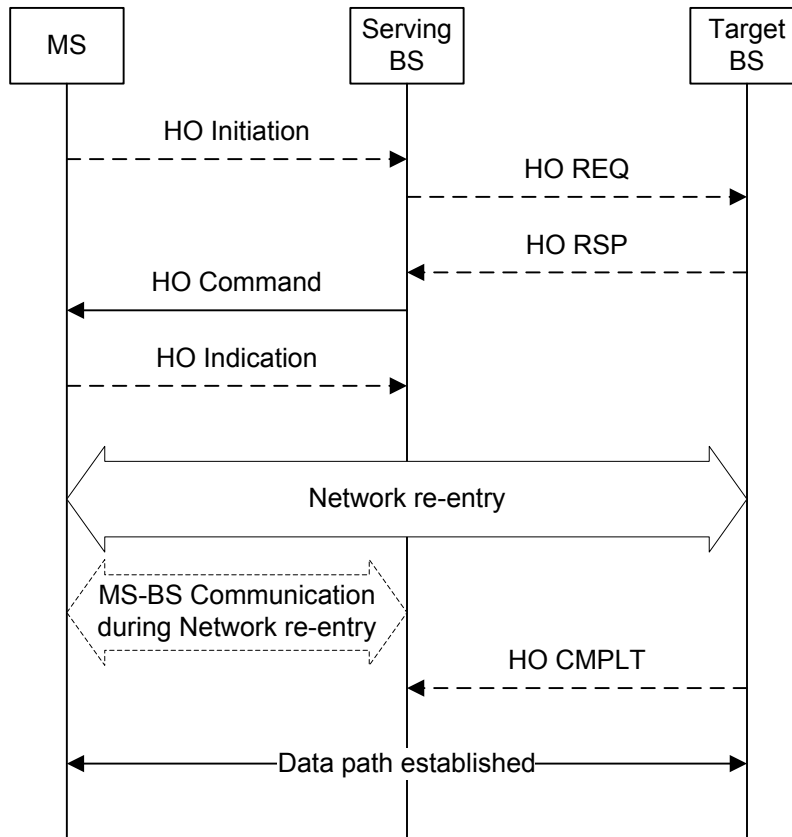 MS
Serving
BS
Target
BS
HO Initiation
HO REQ
HO RSP
HO Command
HO Indication
Network re-entry
MS-BS Communication
during Network re-entry
HO CMPLT
Data path established